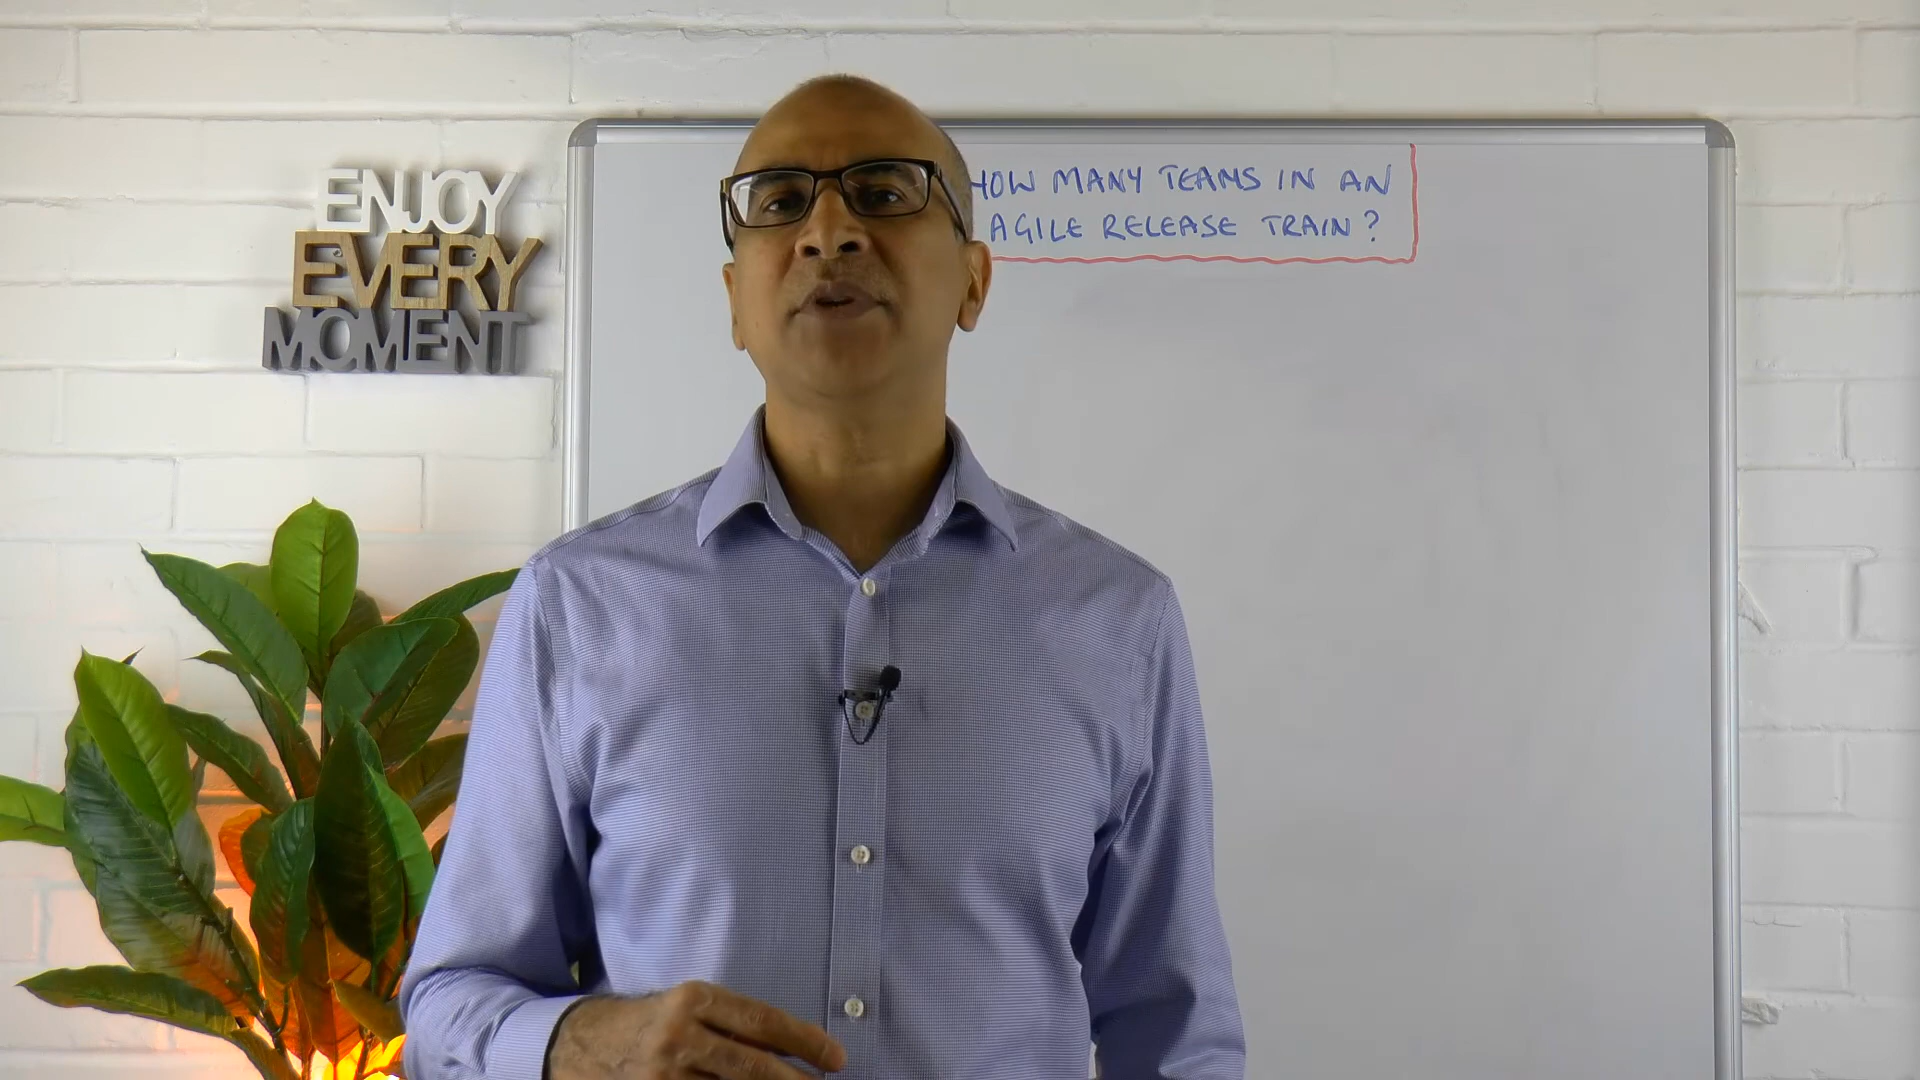 ENJOY
EVERY
MOMENT
HOW MANY TEAMS IN AN
AGILE RELEASE TRAIN?